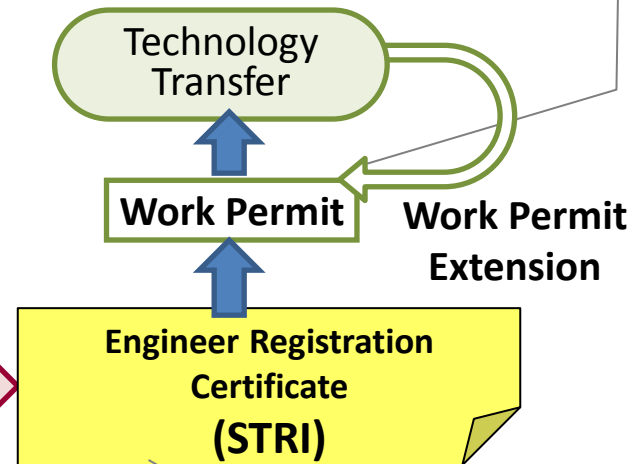 Technology
Transfer
Work Permit
Work Permit
Extension
Engineer Registration
Certificate
(STRI)